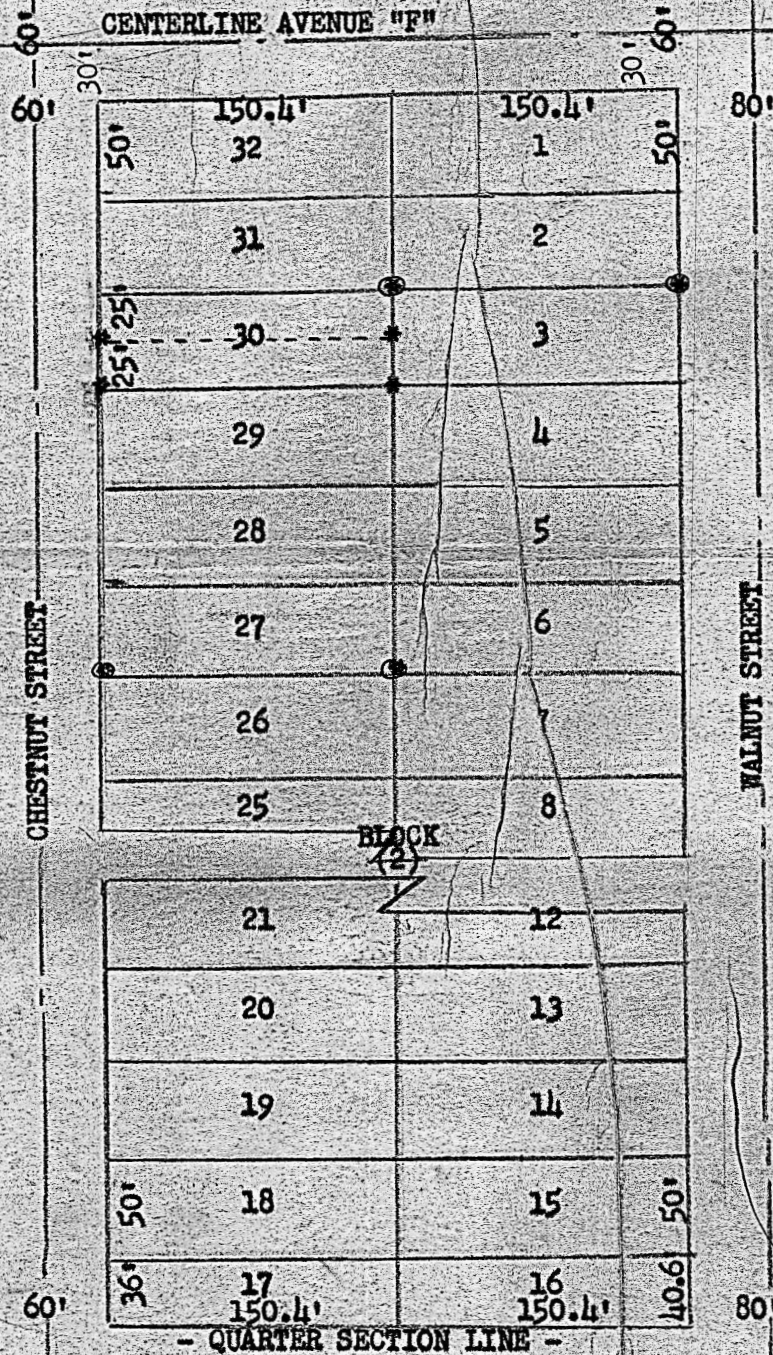 CENTERLINE AVENUE "F"
60' 30' 30' 60'
60' 150.4' 150.4' 80'
50' 32 1 50'
31 2
25' 30 3
25'
29 4
28 5
27 6
CHESTNUT STREET
WALNUT STREET
26 7
25 8
BLOCK
2
21 12
20 13
19 14
50' 18 15 50'
36' 17 16 40.6'
60' 150.4' 150.4' 80'
- QUARTER SECTION LINE -